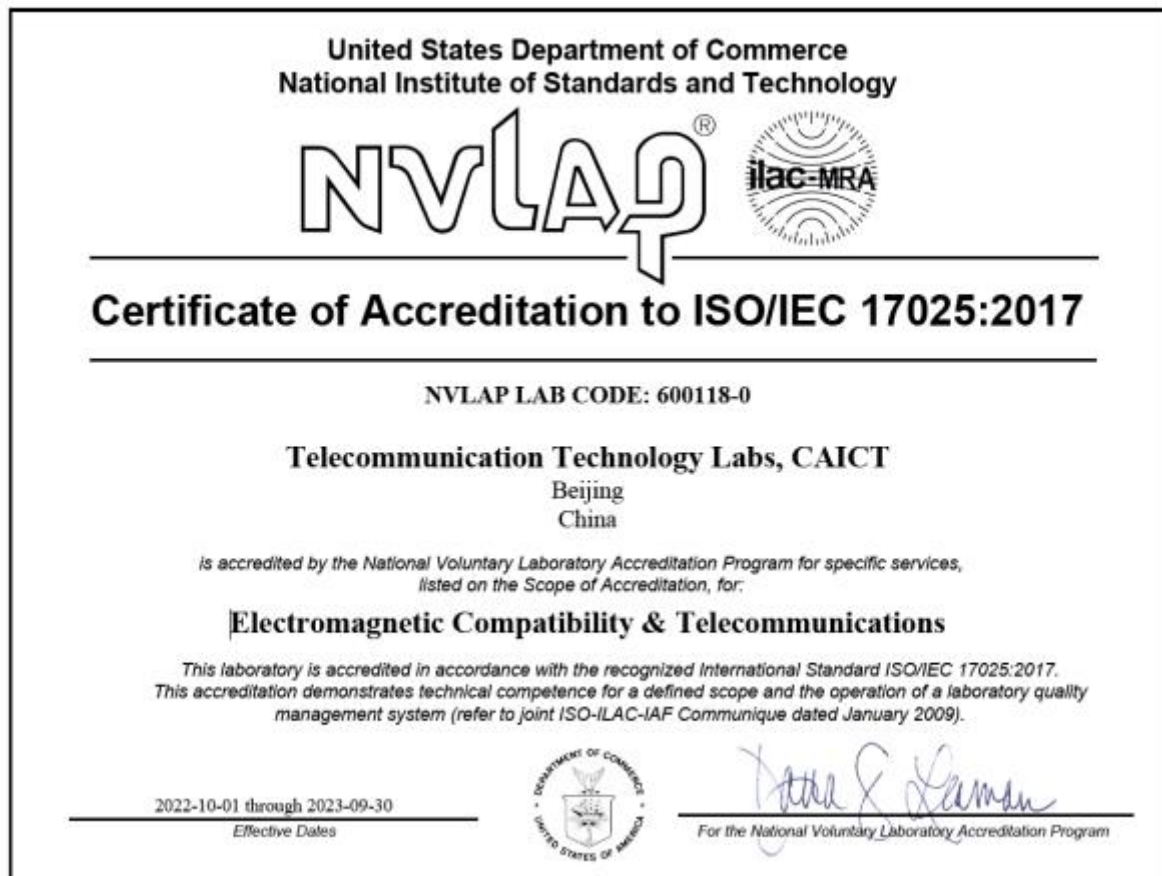 United States Department of Commerce
National Institute of Standards and Technology
NVLAP®
ilac-MRA
Certificate of Accreditation to ISO/IEC 17025:2017
NVLAP LAB CODE: 600118-0
Telecommunication Technology Labs, CAICT
Beijing
China
is accredited by the National Voluntary Laboratory Accreditation Program for specific services,
listed on the Scope of Accreditation, for:
Electromagnetic Compatibility & Telecommunications
This laboratory is accredited in accordance with the recognized International Standard ISO/IEC 17025:2017.
This accreditation demonstrates technical competence for a defined scope and the operation of a laboratory quality
management system (refer to joint ISO-ILAC-IAF Communique dated January 2009).
2022-10-01 through 2023-09-30
Effective Dates
DEPARTMENT OF COMMERCE
UNITED STATES OF AMERICA
For the National Voluntary Laboratory Accreditation Program